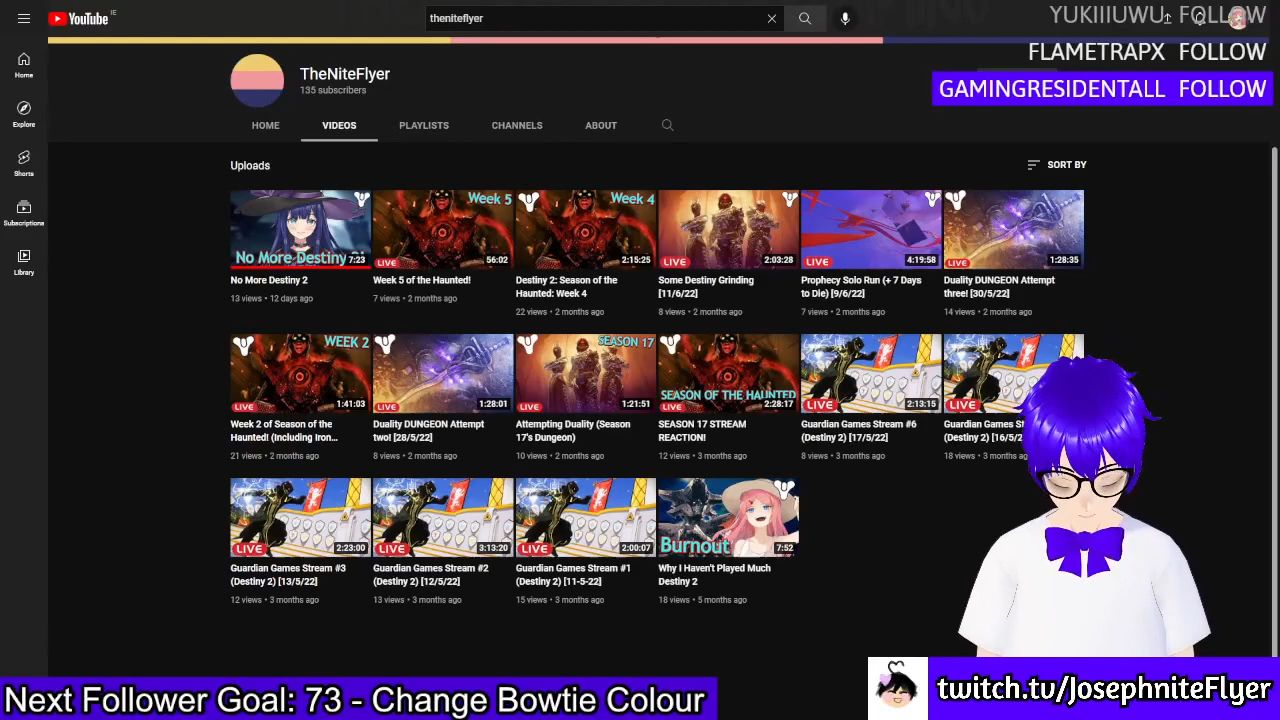 YouTube IE
theniteflyer
YUKIIIUWU FOLLOW
FLAMETRAPX FOLLOW
GAMINGRESIDENTALL FOLLOW
Home
Explore
Shorts
Subscriptions
Library
TheNiteFlyer
135 subscribers
HOME VIDEOS PLAYLISTS CHANNELS ABOUT
Uploads
SORT BY
No More Destiny 2!
7:23
No More Destiny 2
13 views • 12 days ago
Week 5
LIVE 56:02
Week 5 of the Haunted!
7 views • 2 months ago
Week 4
LIVE 2:15:25
Destiny 2: Season of the
Haunted: Week 4
22 views • 2 months ago
LIVE 2:03:28
Some Destiny Grinding
[11/6/22]
8 views • 2 months ago
LIVE 4:19:58
Prophecy Solo Run (+ 7 Days
to Die) [9/6/22]
7 views • 2 months ago
LIVE 1:28:35
Duality DUNGEON Attempt
three! [30/5/22]
14 views • 2 months ago
WEEK 2
LIVE 1:41:03
Week 2 of Season of the
Haunted! (Including Iron...
21 views • 2 months ago
LIVE 1:28:01
Duality DUNGEON Attempt
two! [28/5/22]
8 views • 2 months ago
SEASON 17
LIVE 1:21:51
Attempting Duality (Season
17's Dungeon)
10 views • 2 months ago
SEASON OF THE HAUNTED
LIVE 2:28:17
SEASON 17 STREAM
REACTION!
12 views • 3 months ago
LIVE 2:13:15
Guardian Games Stream #6
(Destiny 2) [17/5/22]
8 views • 3 months ago
LIVE
Guardian Games
(Destiny 2) [16/5/2
18 views • 3 months ag
LIVE 2:23:00
Guardian Games Stream #3
(Destiny 2) [13/5/22]
12 views • 3 months ago
LIVE 3:13:20
Guardian Games Stream #2
(Destiny 2) [12/5/22]
13 views • 3 months ago
LIVE 2:00:07
Guardian Games Stream #1
(Destiny 2) [11-5-22]
15 views • 3 months ago
Burnout
7:52
Why I Haven't Played Much
Destiny 2
18 views • 5 months ago
Next Follower Goal: 73 - Change Bowtie Colour
twitch.tv/JosephniteFlyer